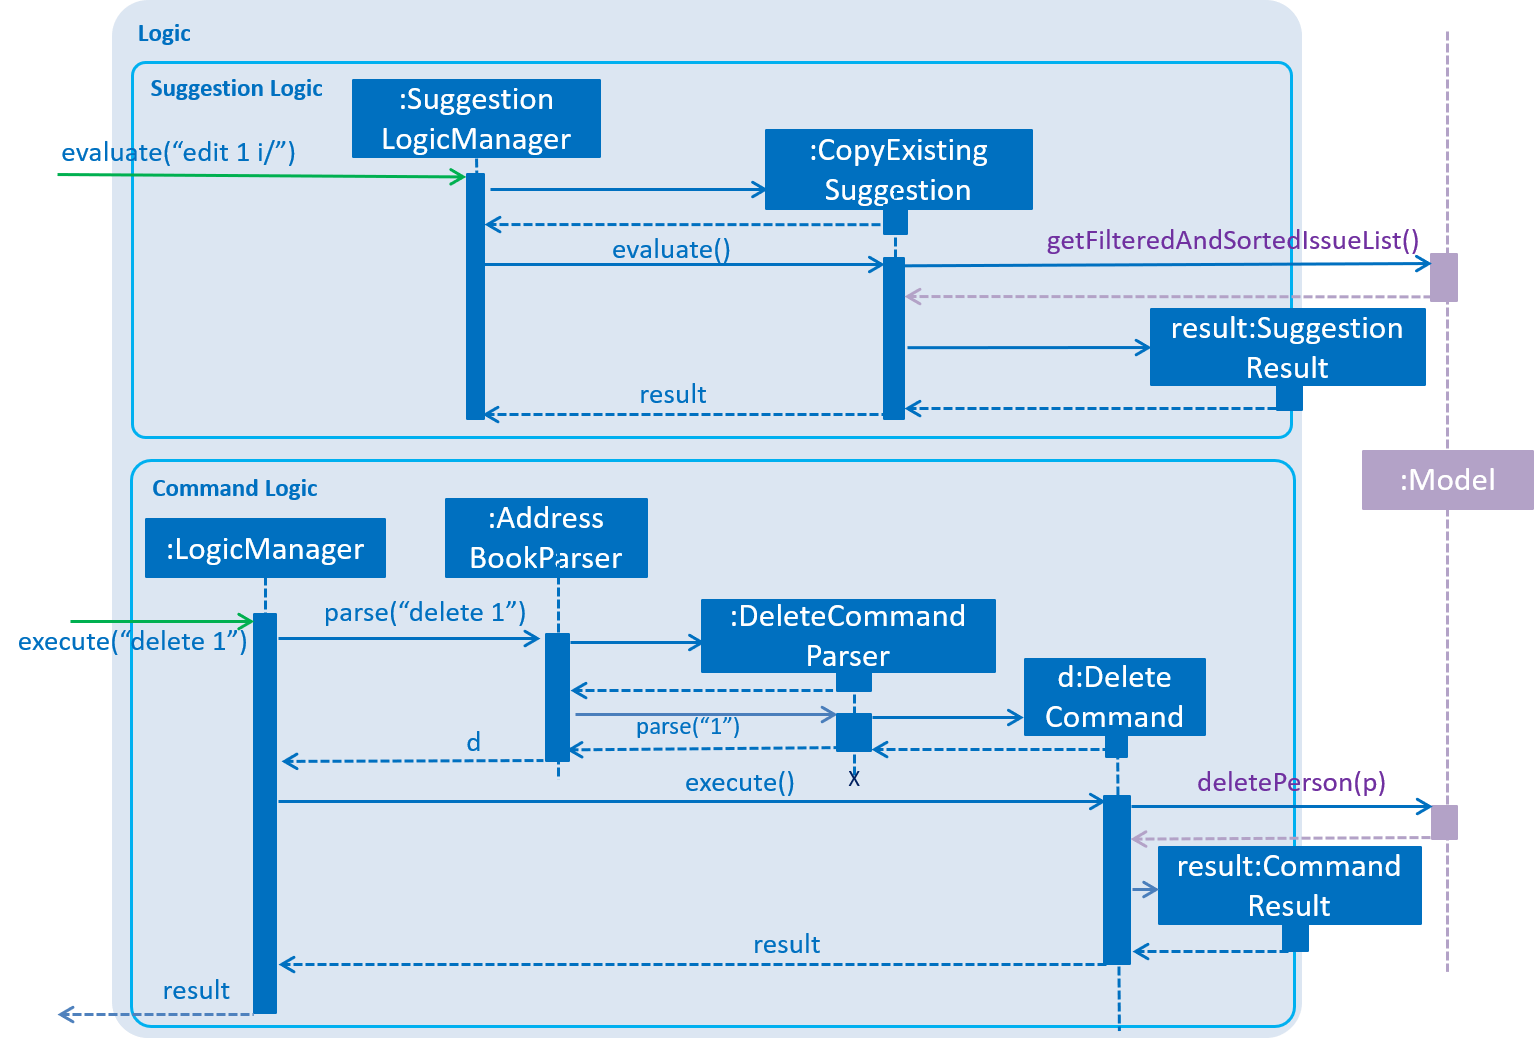 Logic
Suggestion Logic
:Suggestion
LogicManager
evaluate(“edit 1 i/”)
:CopyExisting
Suggestion
getFilteredAndSortedIssueList()
evaluate()
result:Suggestion
Result
result
:Model
Command Logic
:LogicManager
:Address
BookParser
execute(“delete 1”)
parse(“delete 1”)
:DeleteCommand
Parser
d:Delete
Command
parse(“1”)
d
X
execute()
deletePerson(p)
result:Command
Result
result
result